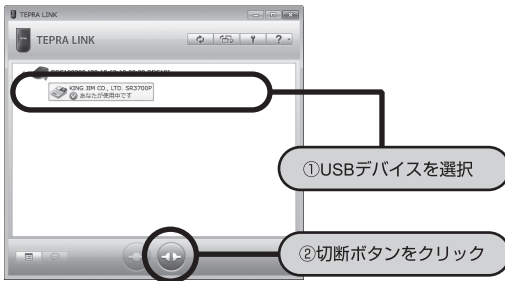 TEPRA LINK
TEPRA LINK
?
KING JIM CO., LTD. SR3700P
あなたが使用中です
①USBデバイスを選択
②切断ボタンをクリック